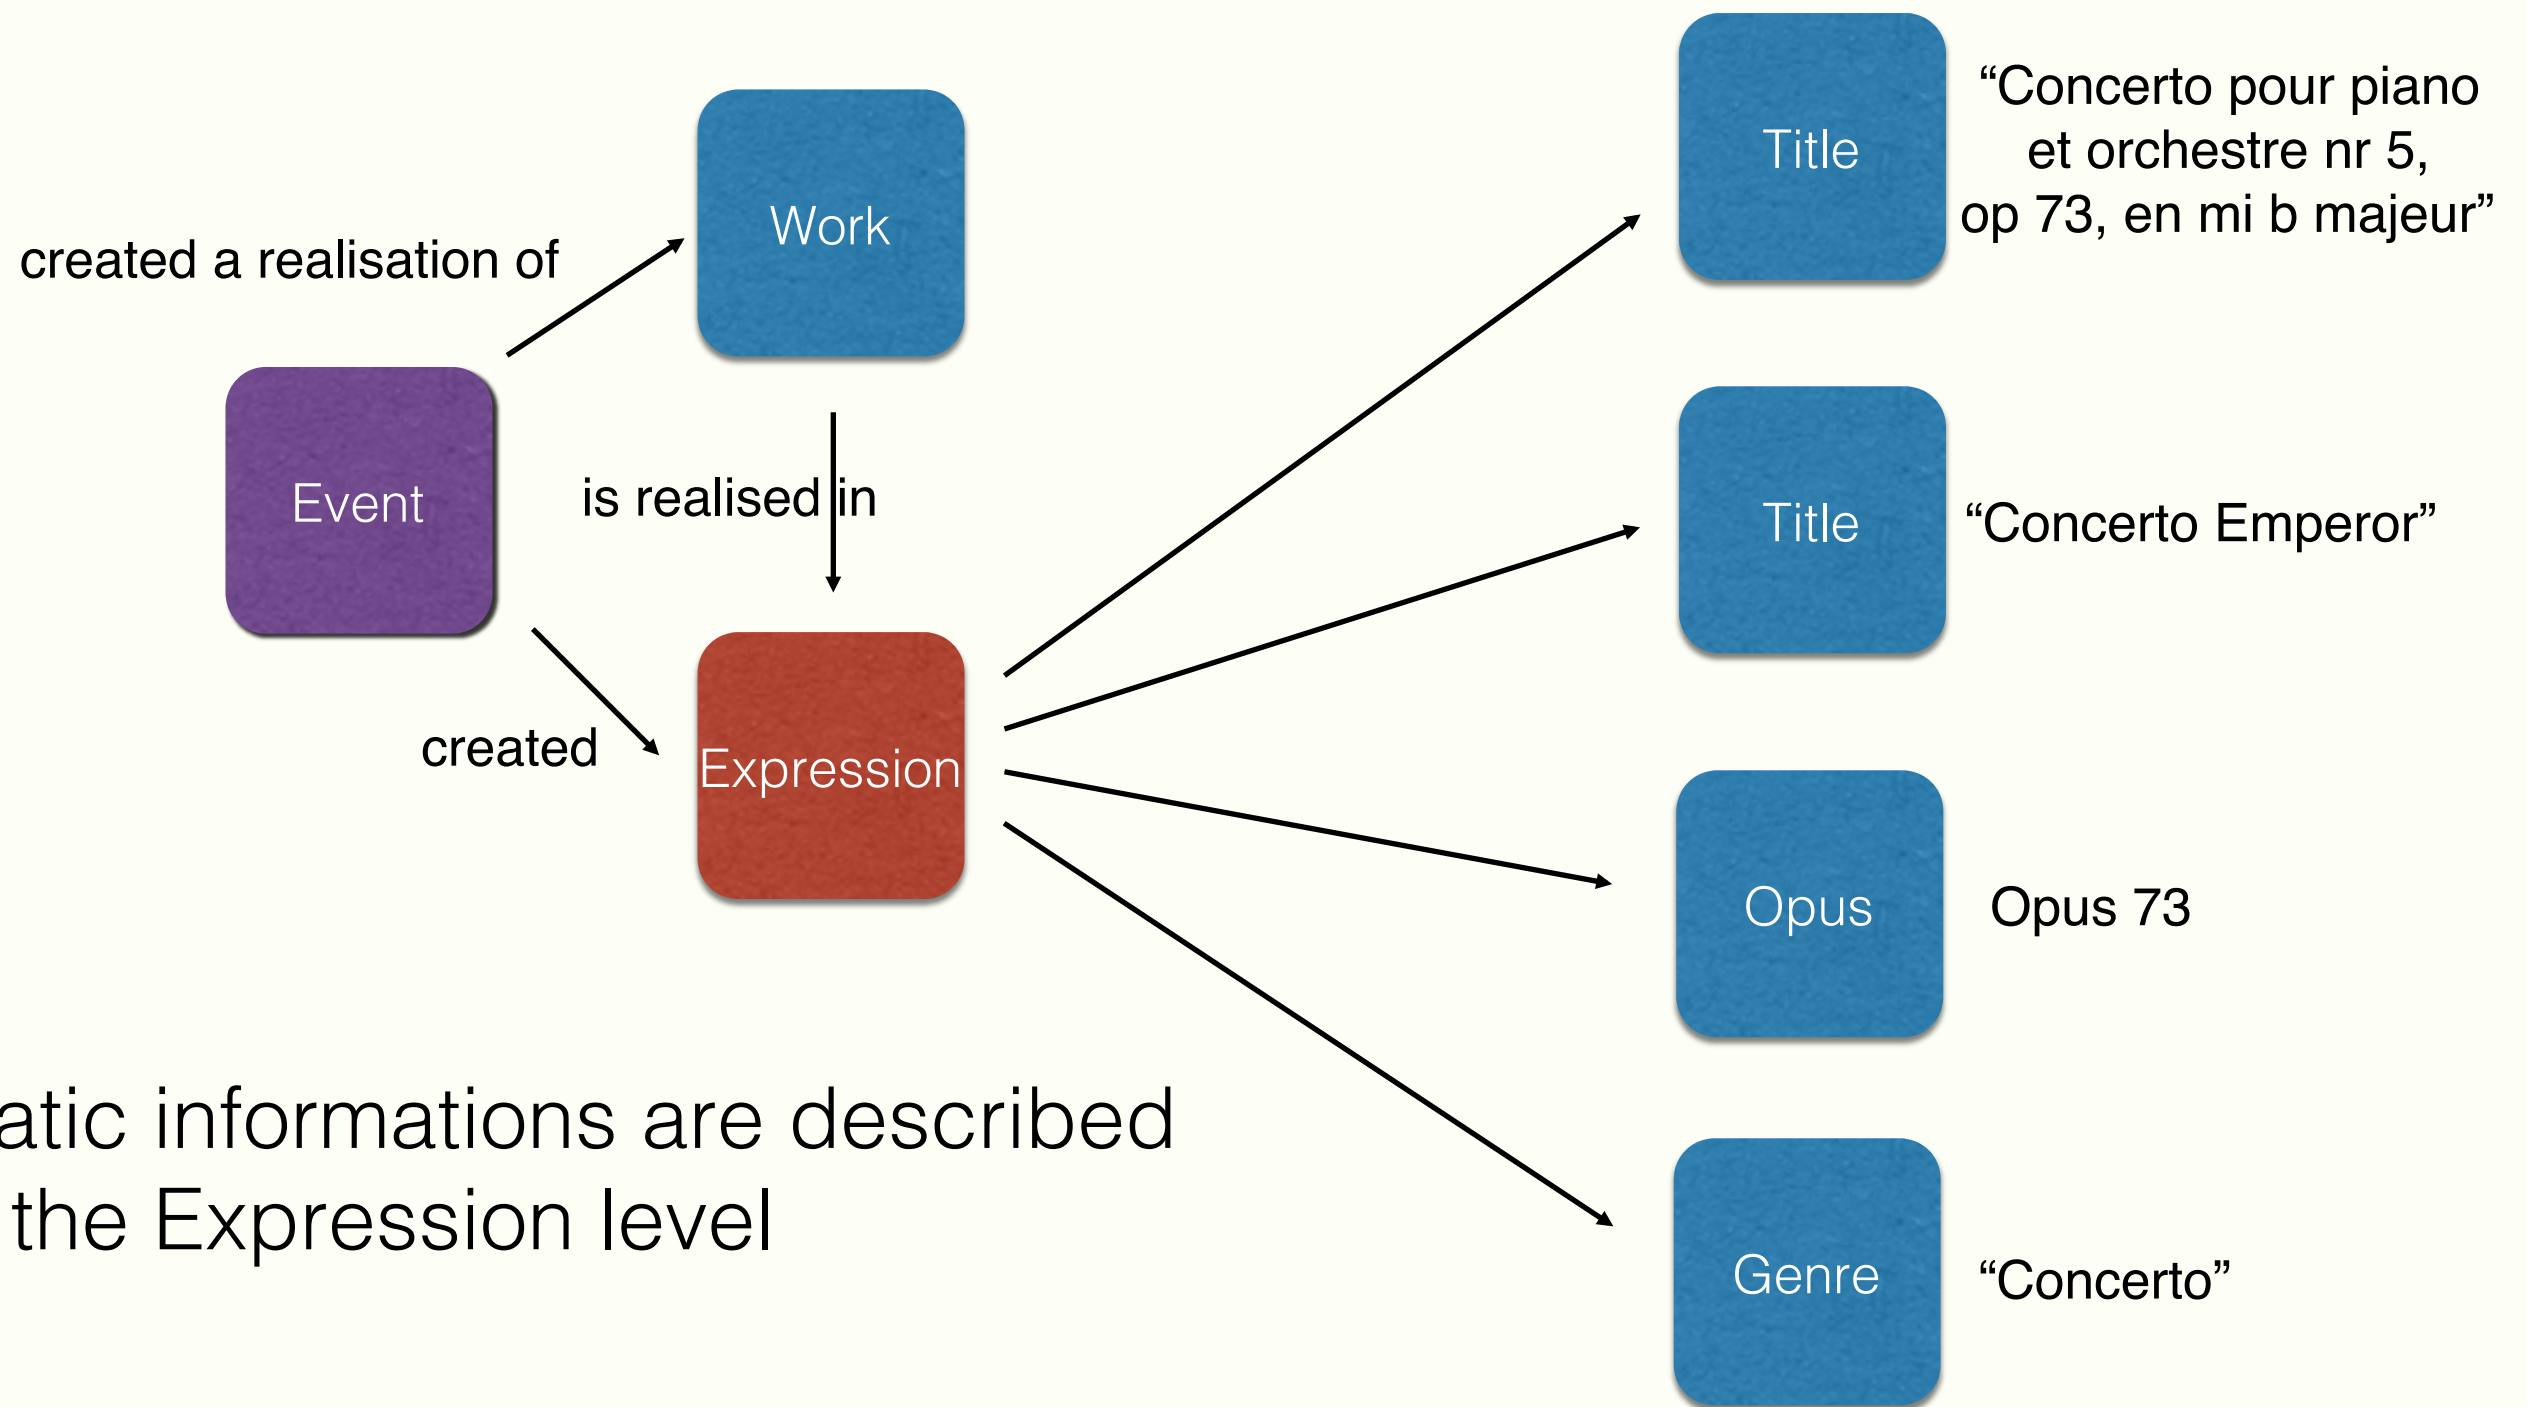 created a realisation of
Work
Event
is realised in
created
Expression
Title
“Concerto pour piano
et orchestre nr 5,
op 73, en mi b majeur”
Title
“Concerto Emperor”
Opus
Opus 73
Genre
“Concerto”
atic informations are described
the Expression level